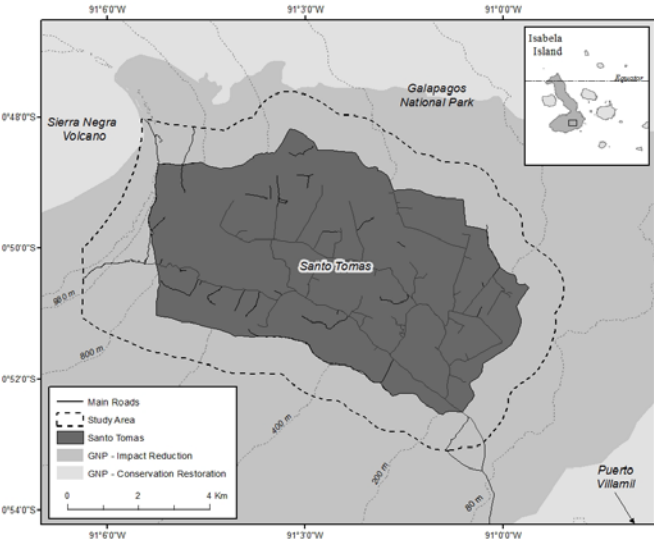 91°6'0"W
91°3'0"W
91°0'0"W
Isabela
Island
Equator
Galapagos
National Park
0°48'0"S
Sierra Negra
Volcano
0°50'0"S
Santo Tomas
800 m
0°52'0"S
400 m
200 m
80 m
Main Roads
Study Area
Santo Tomas
GNP - Impact Reduction
GNP - Conservation Restoration
0 2 4 Km
Puerto
Villamil
0°54'0"S
91°6'0"W
91°3'0"W
91°0'0"W